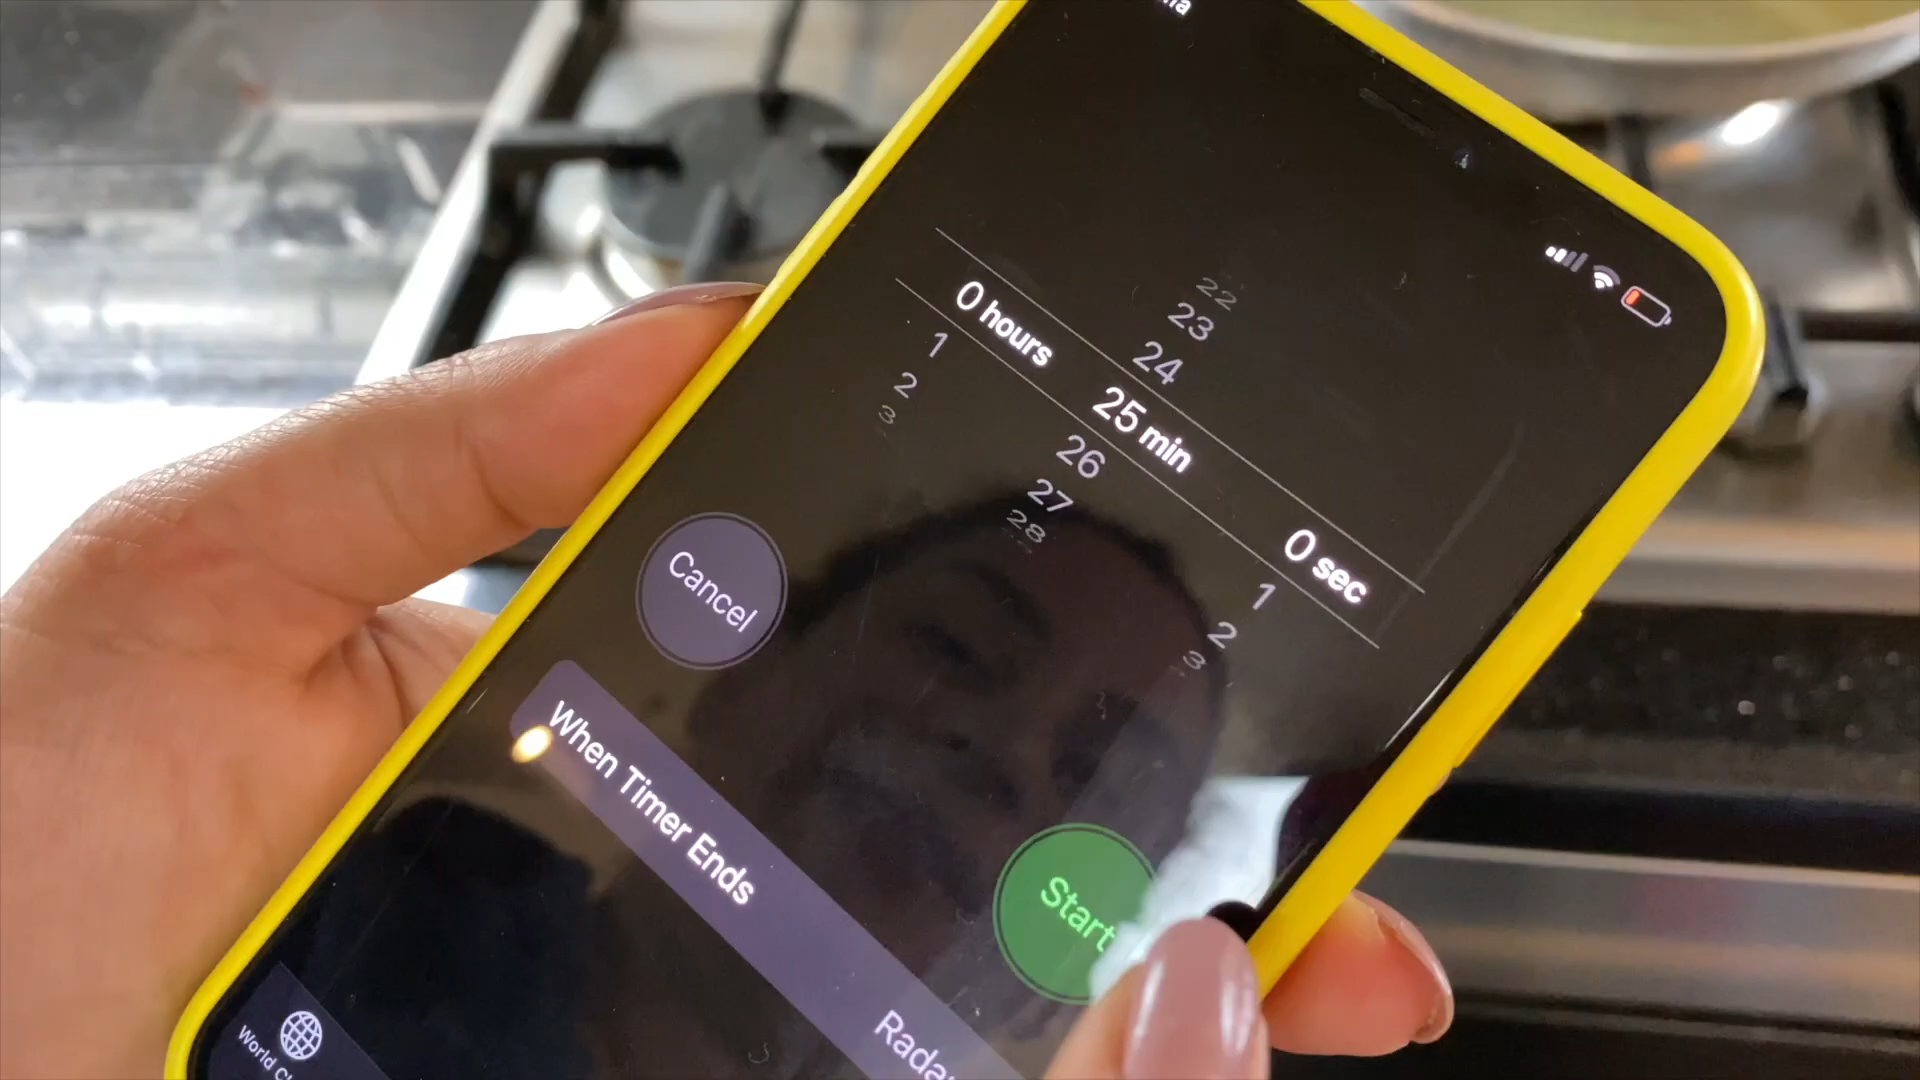 22
23
24
0 hours 25 min 0 sec
1 26 1
2 27 2
3 28 3
Cancel
Start
When Timer Ends
World